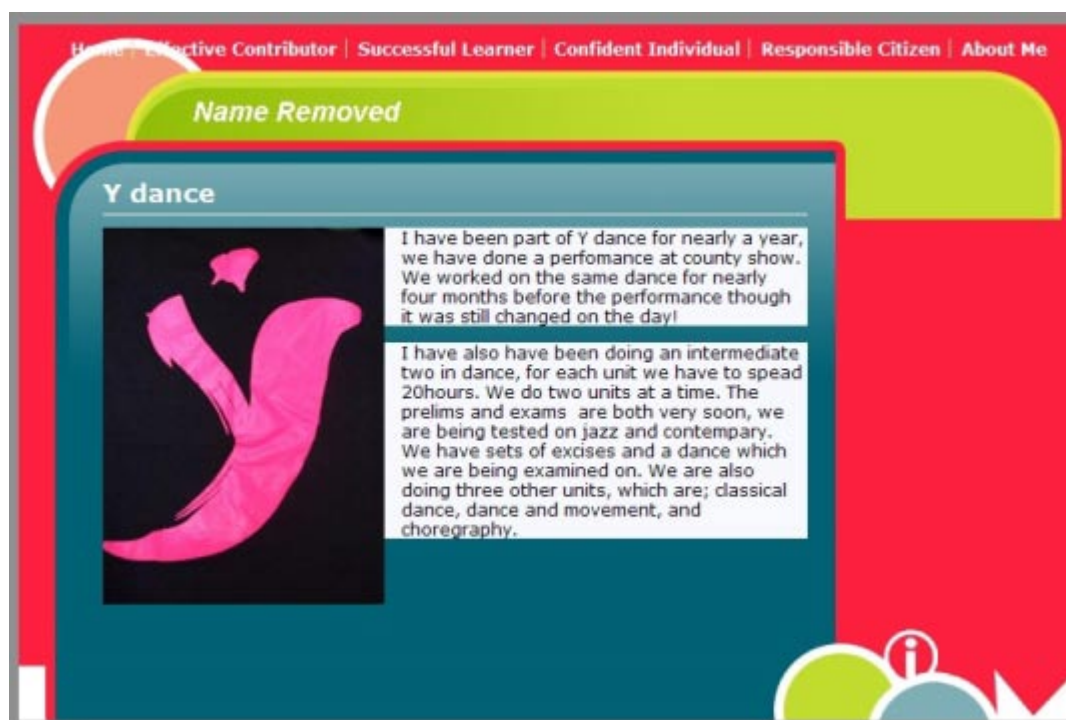 Home | Effective Contributor | Successful Learner | Confident Individual | Responsible Citizen | About Me
Name Removed
Y dance
I have been part of Y dance for nearly a year,
we have done a perfomance at county show.
We worked on the same dance for nearly
four months before the performance though
it was still changed on the day!
I have also have been doing an intermediate
two in dance, for each unit we have to spead
20hours. We do two units at a time. The
prelims and exams are both very soon, we
are being tested on jazz and contempary.
We have sets of excises and a dance which
we are being examined on. We are also
doing three other units, which are; classical
dance, dance and movement, and
choregraphy.
y
i